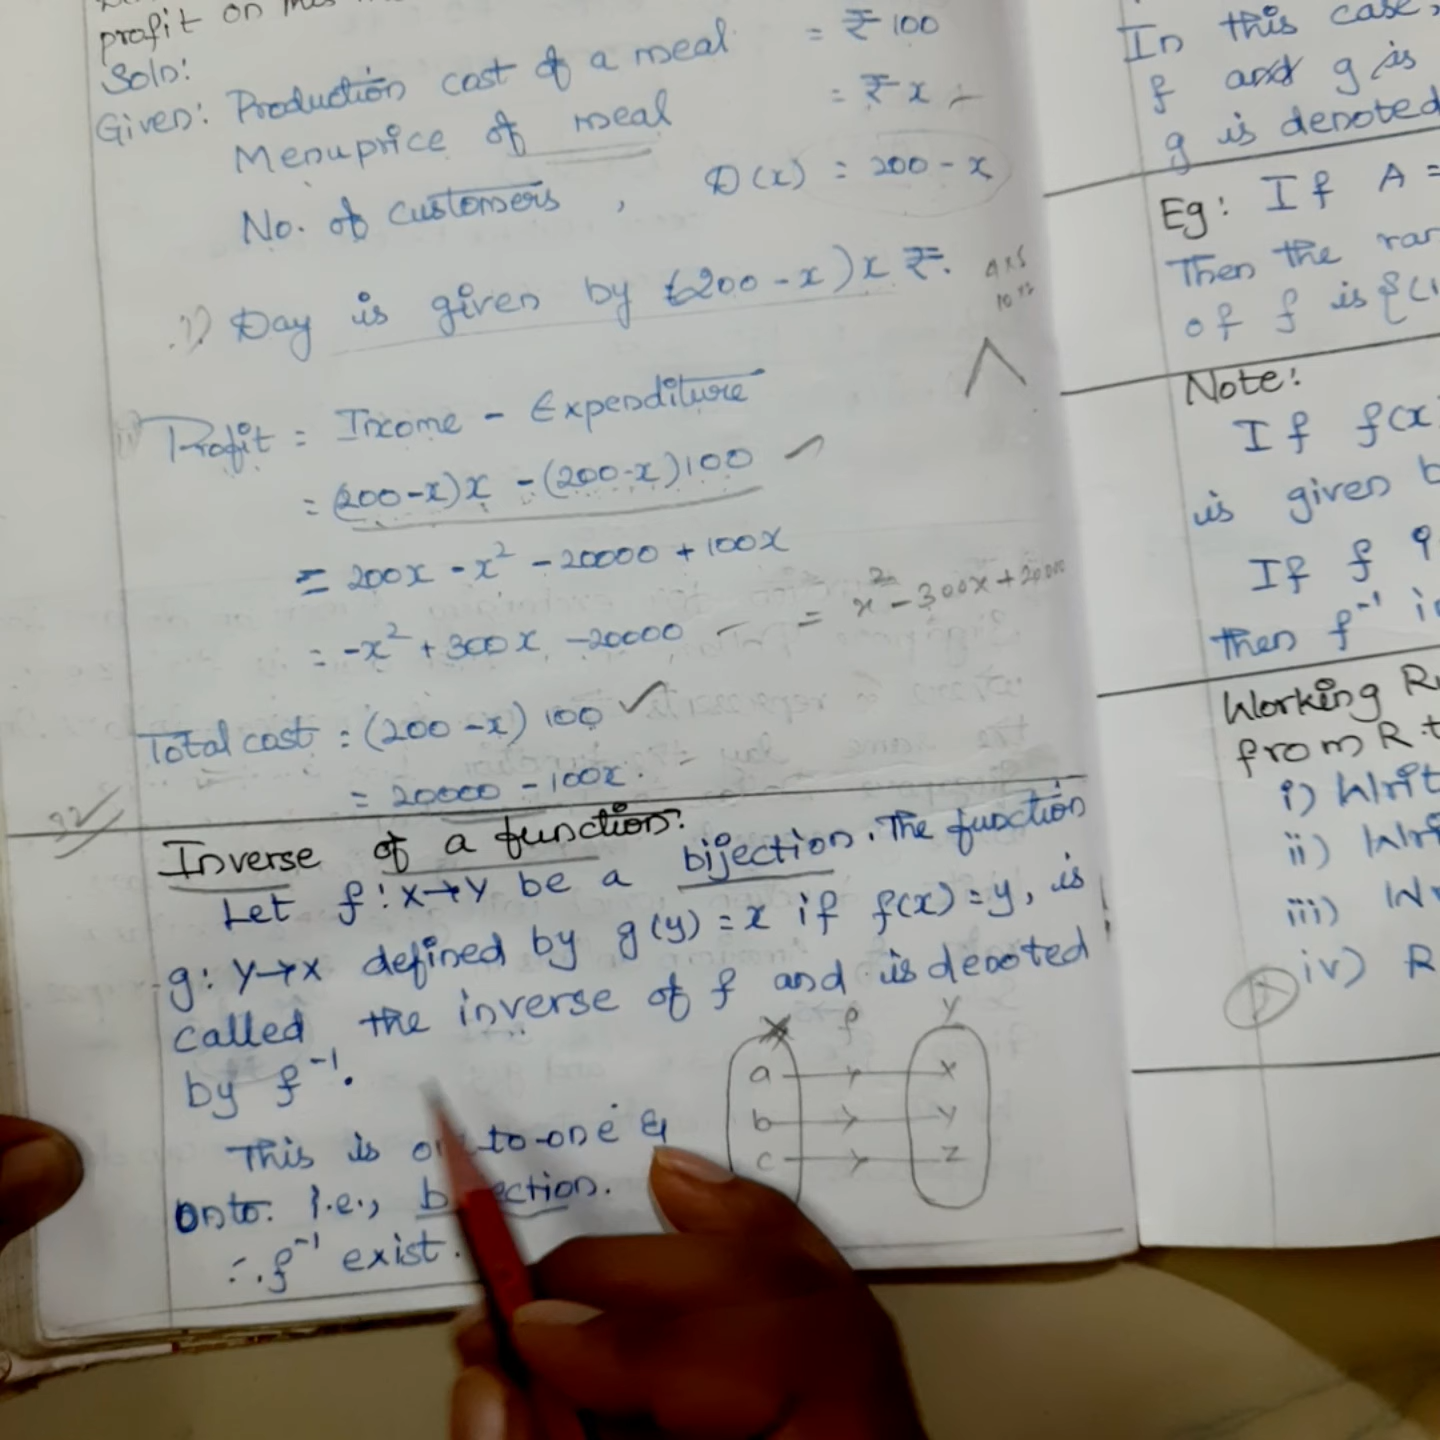 profit on this
Soln:
Given: Production cost of a meal = ₹ 100
Menuprice of meal = ₹ x
No. of customers , D(x) = 200 - x
i) Day is given by (200 - x) x ₹.
ii) Profit = Income - Expenditure
= (200-x)x - (200-x)100
= 200x - x² - 20000 + 100x
= -x² + 300x - 20000
= x² - 300x + 20000
Total cost = (200 - x) 100
= 20000 - 100x.
Inverse of a function:
Let f : X→Y be a bijection. The function
g: Y→X defined by g(y) = x if f(x) = y, is
called the inverse of f and is denoted
by f⁻¹.
X f Y
a x
b y
c z
This is to-one &
onto. i.e.,
∴ f⁻¹ exist.
In this case,
f and g is
g is denoted
Eg: If A =
Then the
of f is {(1
Note:
If f(x)
is given
If f
then f⁻¹
Working
from R
i)
ii)
iii)
iv) R